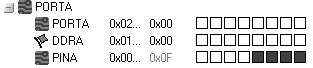 PORTA
PORTA 0x02... 0x00
DDRA 0x01... 0x00
PINA 0x00... 0x0F